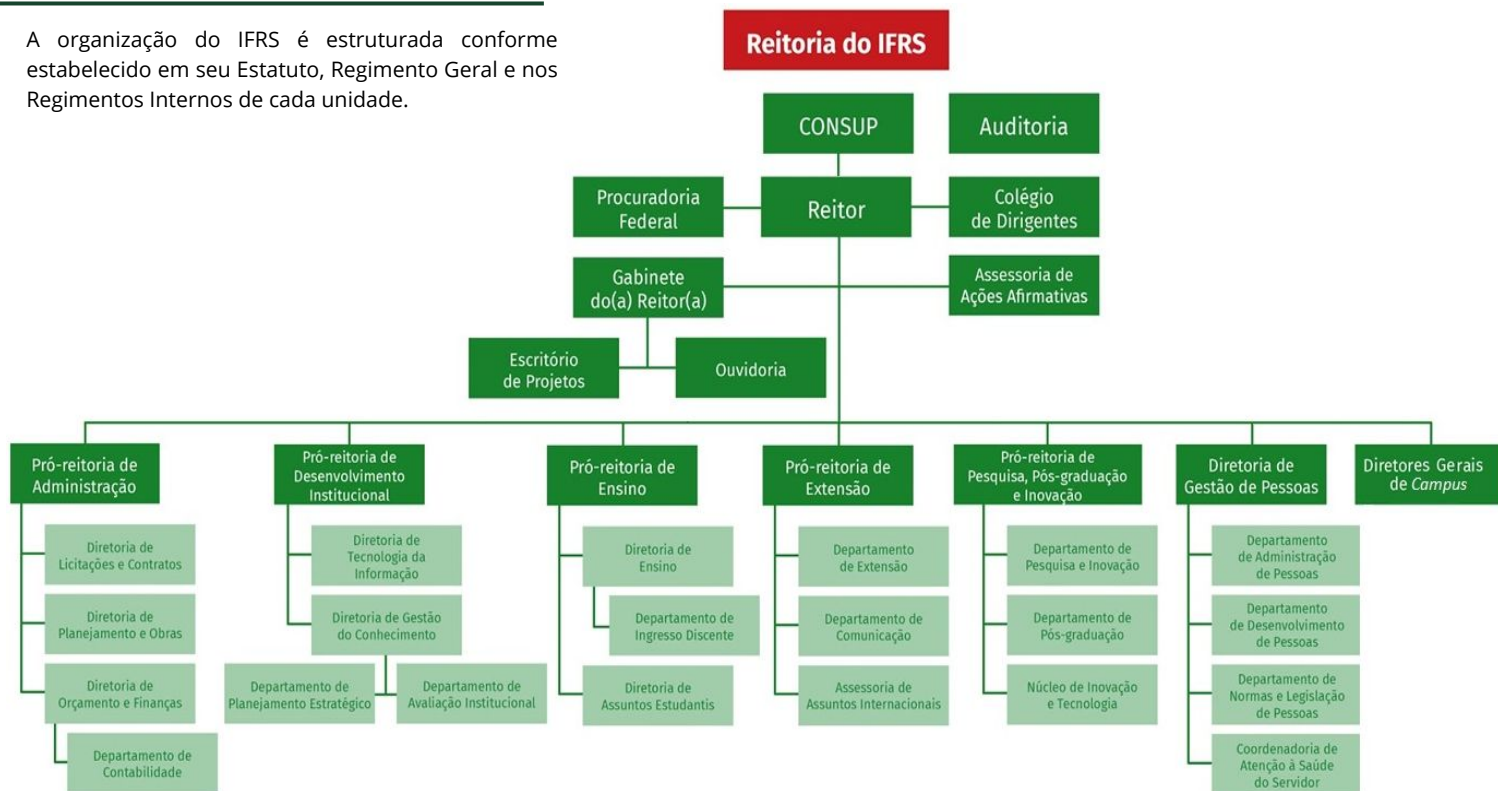 A organização do IFRS é estruturada conforme
estabelecido em seu Estatuto, Regimento Geral e nos
Regimentos Internos de cada unidade.
Reitoria do IFRS
CONSUP
Auditoria
Procuradoria
Federal
Reitor
Colégio
de Dirigentes
Gabinete
do(a) Reitor(a)
Assessoria de
Ações Afirmativas
Escritório
de Projetos
Ouvidoria
Pró-reitoria de
Administração
Diretoria de
Licitações e Contratos
Diretoria de
Planejamento e Obras
Diretoria de
Orçamento e Finanças
Departamento de
Contabilidade
Pró-reitoria de
Desenvolvimento
Institucional
Diretoria de
Tecnologia da
Informação
Diretoria de Gestão
do Conhecimento
Departamento de
Planejamento Estratégico
Departamento de
Avaliação Institucional
Pró-reitoria de
Ensino
Diretoria de
Ensino
Departamento de
Ingresso Discente
Diretoria de
Assuntos Estudantis
Pró-reitoria de
Extensão
Departamento
de Extensão
Departamento de
Comunicação
Assessoria de
Assuntos Internacionais
Pró-reitoria de
Pesquisa, Pós-graduação
e Inovação
Departamento de
Pesquisa e Inovação
Departamento de
Pós-graduação
Núcleo de Inovação
e Tecnologia
Diretoria de
Gestão de Pessoas
Departamento
de Administração
de Pessoas
Departamento
de Desenvolvimento
de Pessoas
Departamento de
Normas e Legislação
de Pessoas
Coordenadoria de
Atenção à Saúde
do Servidor
Diretores Gerais
de Campus